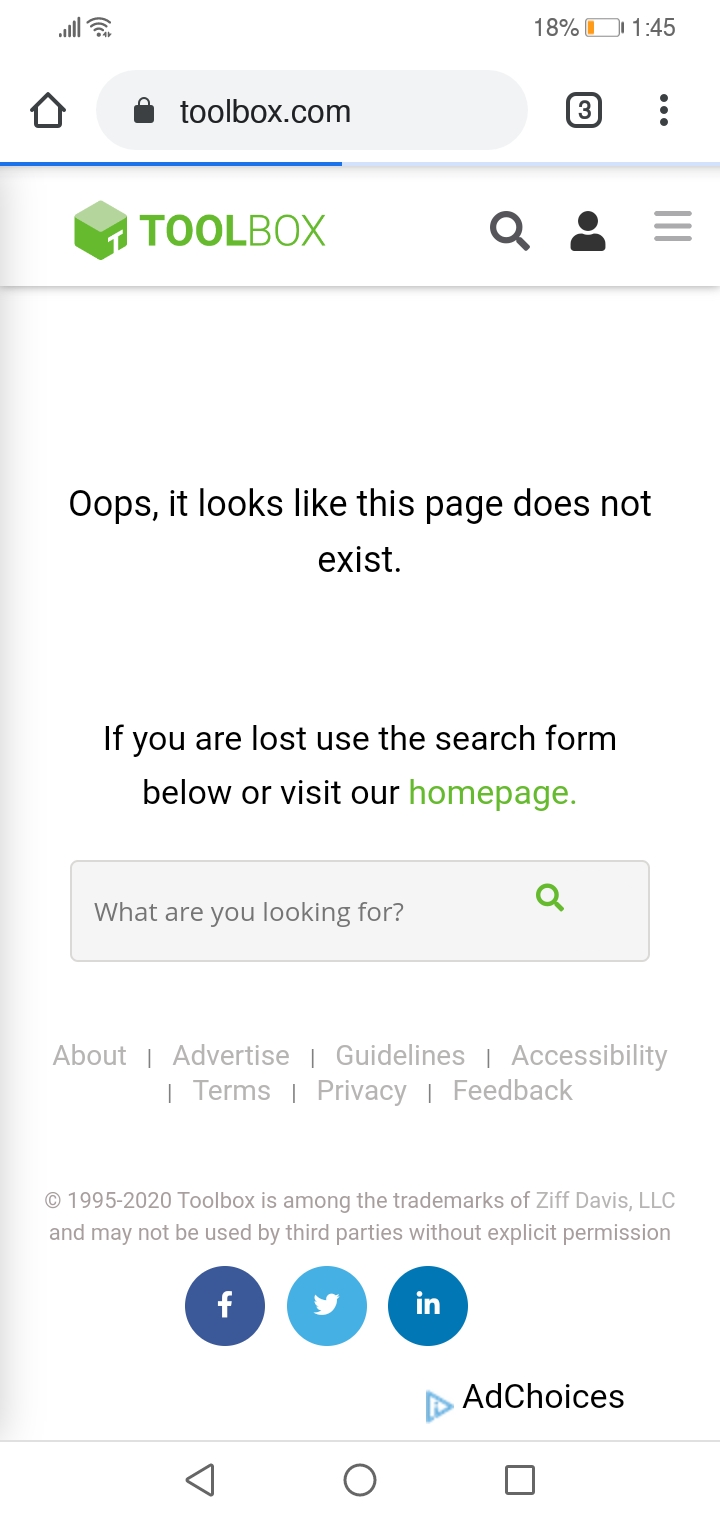 18% 1:45
toolbox.com 3
TOOLBOX
Oops, it looks like this page does not
exist.
If you are lost use the search form
below or visit our homepage.
What are you looking for?
About | Advertise | Guidelines | Accessibility
| Terms | Privacy | Feedback
© 1995-2020 Toolbox is among the trademarks of Ziff Davis, LLC
and may not be used by third parties without explicit permission
AdChoices